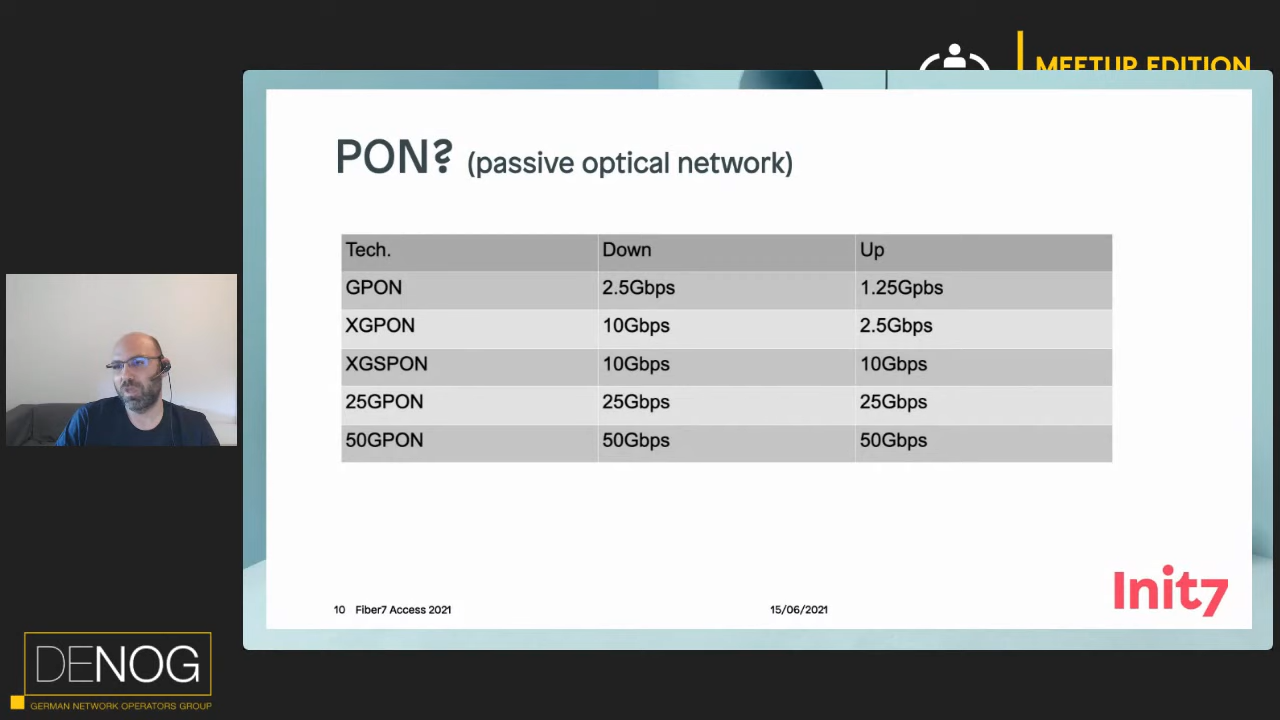 MEETUP EDITION
PON? (passive optical network)
Tech. Down Up
GPON 2.5Gbps 1.25Gpbs
XGPON 10Gbps 2.5Gbps
XGSPON 10Gbps 10Gbps
25GPON 25Gbps 25Gbps
50GPON 50Gbps 50Gbps
Init7
10 Fiber7 Access 2021 15/06/2021
DENOG
GERMAN NETWORK OPERATORS GROUP